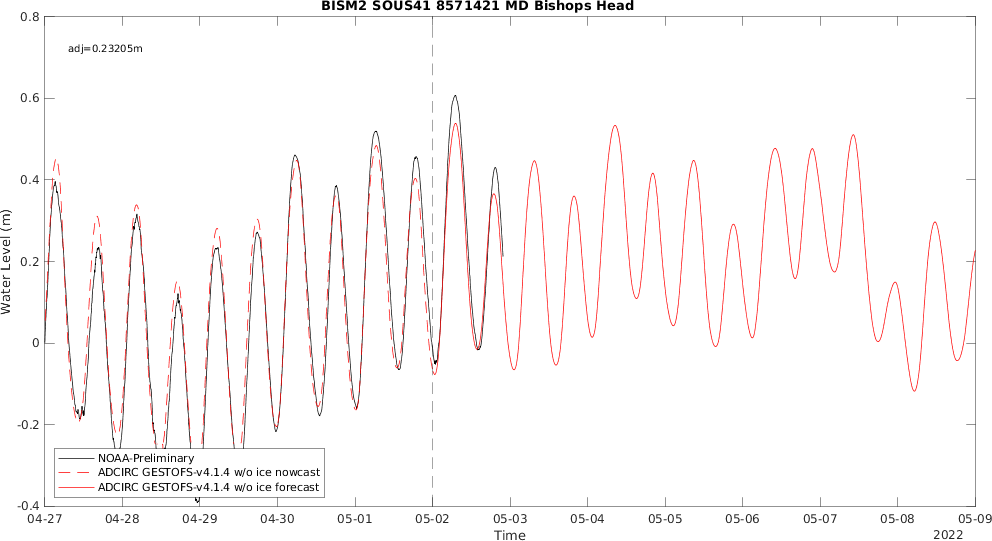 BISM2 SOUS41 8571421 MD Bishops Head
adj=0.23205m
Water Level (m)
0.8
0.6
0.4
0.2
0
-0.2
-0.4
NOAA-Preliminary
ADCIRC GESTOFS-v4.1.4 w/o ice nowcast
ADCIRC GESTOFS-v4.1.4 w/o ice forecast
04-27 04-28 04-29 04-30 05-01 05-02 05-03 05-04 05-05 05-06 05-07 05-08 05-09
Time
2022